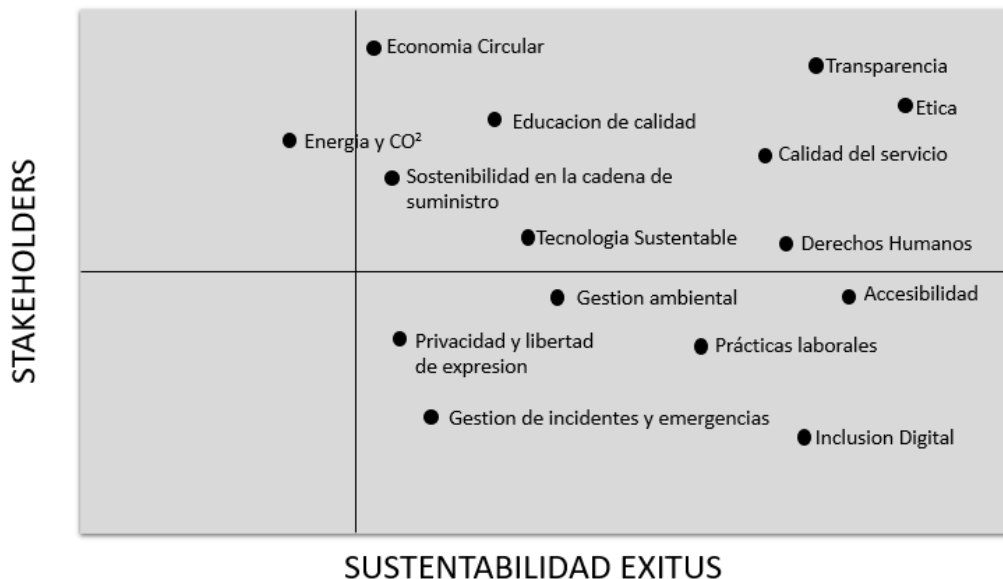 Economia Circular
Transparencia
Etica
Educacion de calidad
Energia y CO²
Calidad del servicio
Sostenibilidad en la cadena de
suministro
Tecnologia Sustentable
Derechos Humanos
STAKEHOLDERS
Gestion ambiental
Accesibilidad
Privacidad y libertad
de expresion
Prácticas laborales
Gestion de incidentes y emergencias
Inclusion Digital
SUSTENTABILIDAD EXITUS